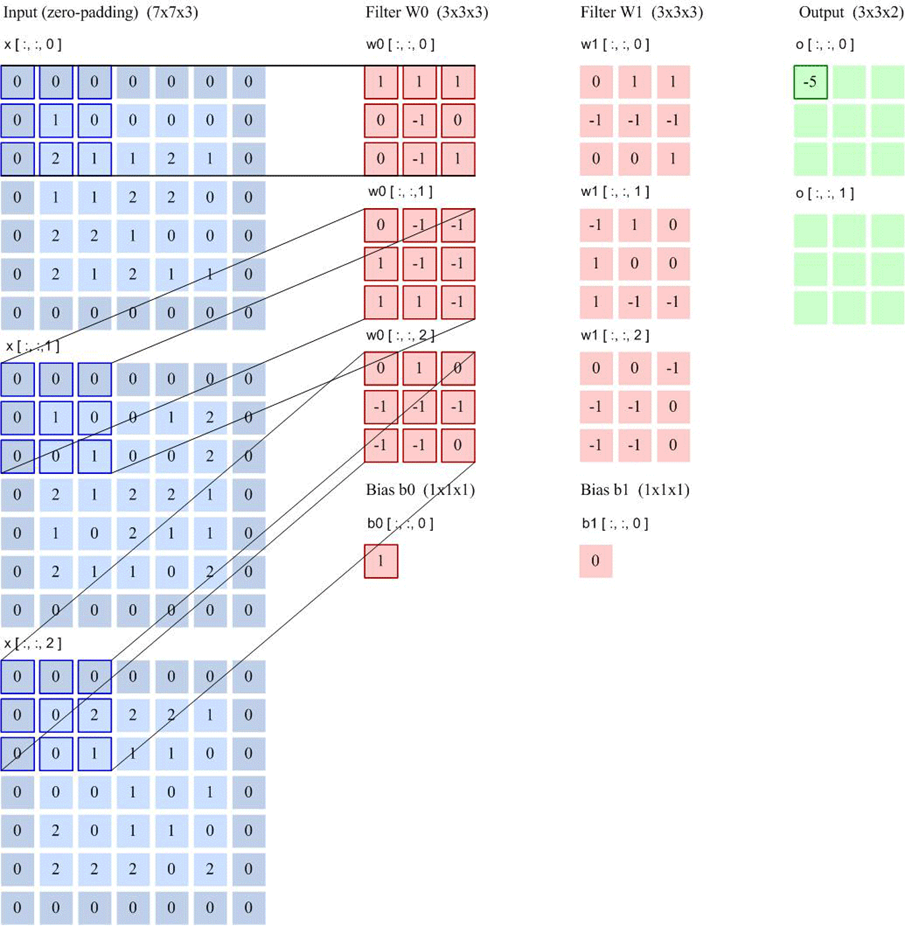 Input (zero-padding) (7x7x3) Filter W0 (3x3x3) Filter W1 (3x3x3) Output (3x3x2)
x [ :, :, 0 ] w0 [ :, :, 0 ] w1 [ :, :, 0 ] o [ :, :, 0 ]
0 0 0 0 0 0 0 1 1 1 0 1 1 -5
0 1 0 0 0 0 0 0 -1 0 -1 -1 -1
0 2 1 1 2 1 0 0 -1 1 0 0 1
w0 [ :, :,1 ] w1 [ :, :, 1 ] o [ :, :, 1 ]
0 1 1 2 2 0 0
0 -1 -1 -1 1 0
0 2 2 1 0 0 0
1 -1 -1 1 0 0
0 2 1 2 1 1 0
1 1 -1 1 -1 -1
0 0 0 0 0 0 0
w0 [ :, :, 2 ] w1 [ :, :, 2 ]
x [ :, :,1 ]
0 0 0 0 0 0 0 0 1 0 0 0 -1
0 1 0 0 1 2 0 -1 -1 -1 -1 -1 0
0 0 1 0 0 2 0 -1 -1 0 -1 -1 0
0 2 1 2 2 1 0 Bias b0 (1x1x1) Bias b1 (1x1x1)
b0 [ :, :, 0 ] b1 [ :, :, 0 ]
0 1 0 2 1 1 0
1 0
0 2 1 1 0 2 0
0 0 0 0 0 0 0
x [ :, :, 2 ]
0 0 0 0 0 0 0
0 0 2 2 2 1 0
0 0 1 1 1 0 0
0 0 0 1 0 1 0
0 2 0 1 1 0 0
0 2 2 2 0 2 0
0 0 0 0 0 0 0